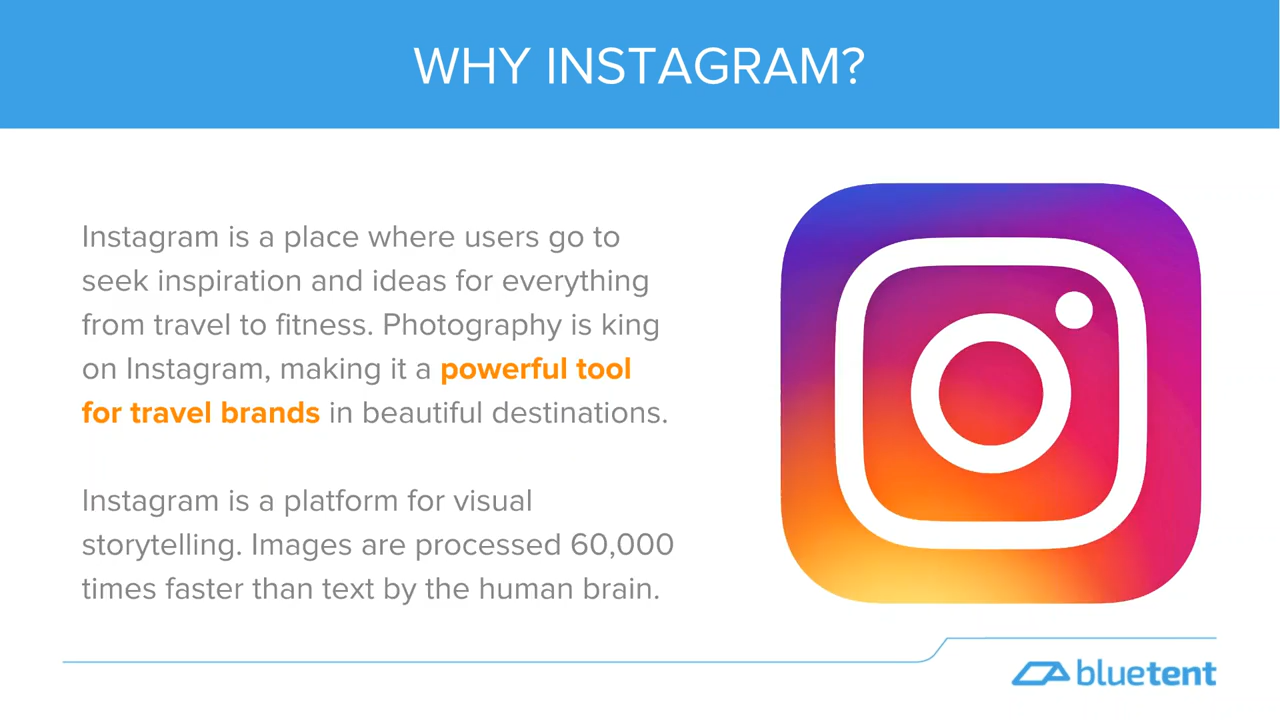 WHY INSTAGRAM?
Instagram is a place where users go to
seek inspiration and ideas for everything
from travel to fitness. Photography is king
on Instagram, making it a powerful tool
for travel brands in beautiful destinations.
Instagram is a platform for visual
storytelling. Images are processed 60,000
times faster than text by the human brain.
bluetent